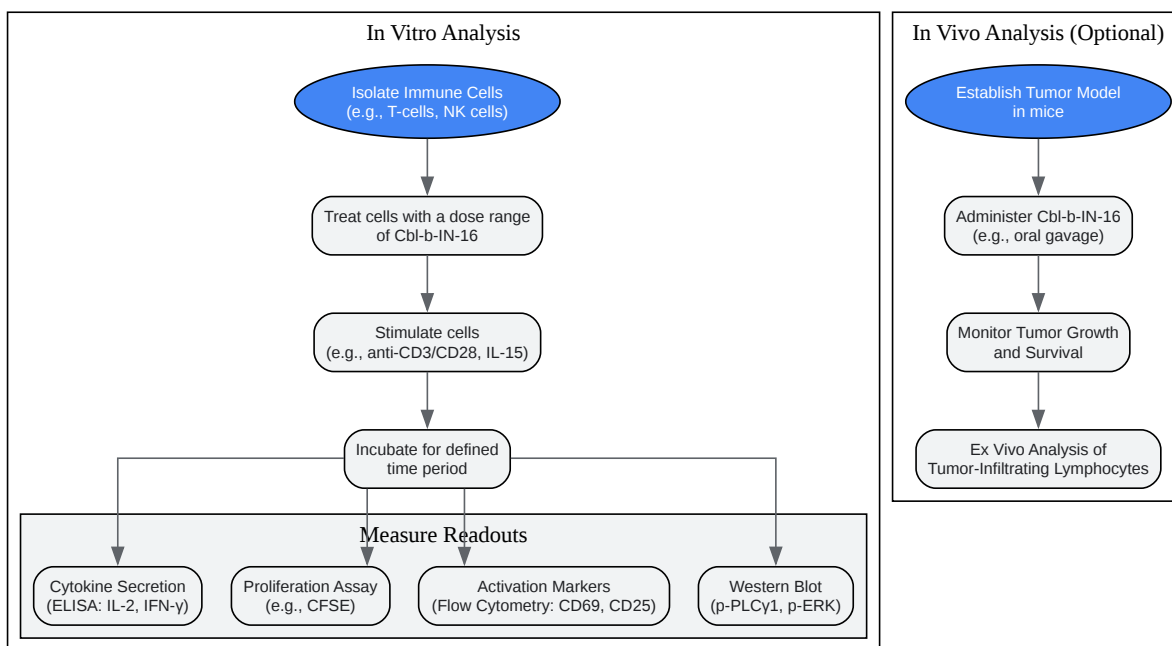 In Vitro Analysis
Isolate Immune Cells
(e.g., T-cells, NK cells)
Treat cells with a dose range
of Cbl-b-IN-16
Stimulate cells
(e.g., anti-CD3/CD28, IL-15)
Incubate for defined
time period
Measure Readouts
Cytokine Secretion
(ELISA: IL-2, IFN-γ)
Proliferation Assay
(e.g., CFSE)
Activation Markers
(Flow Cytometry: CD69, CD25)
Western Blot
(p-PLCγ1, p-ERK)
In Vivo Analysis (Optional)
Establish Tumor Model
in mice
Administer Cbl-b-IN-16
(e.g., oral gavage)
Monitor Tumor Growth
and Survival
Ex Vivo Analysis of
Tumor-Infiltrating Lymphocytes